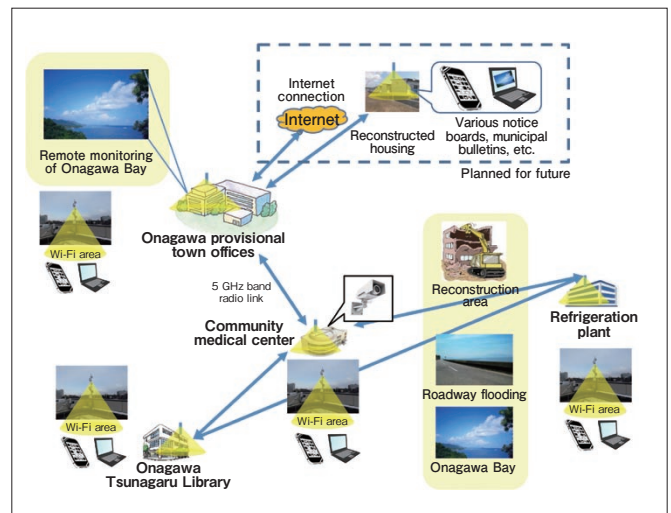 Internet
connection
Internet
Reconstructed
housing
Various notice
boards, municipal
bulletins, etc.
Planned for future
Remote monitoring
of Onagawa Bay
Wi-Fi area
Onagawa provisional
town offices
5 GHz band
radio link
Community
medical center
Reconstruction
area
Refrigeration
plant
Roadway flooding
Wi-Fi area
Wi-Fi area
Wi-Fi area
Onagawa
Tsunagaru Library
Onagawa Bay